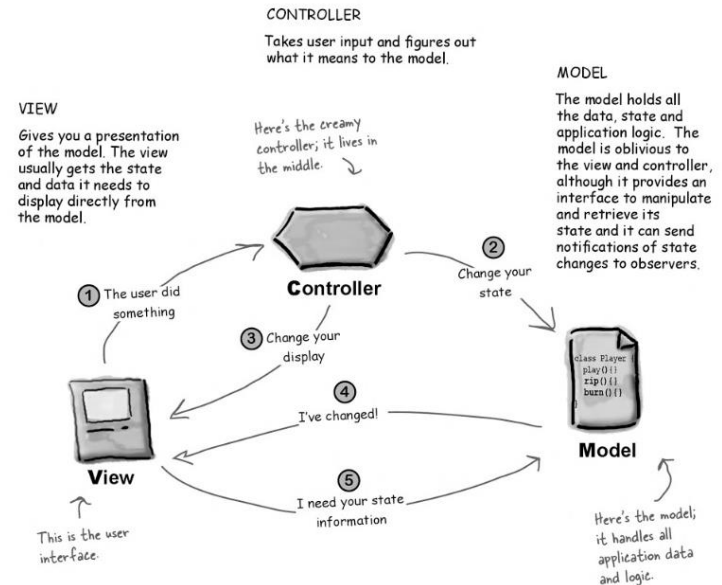 CONTROLLER
Takes user input and figures out
what it means to the model.
MODEL
The model holds all
the data, state and
application logic. The
model is oblivious to
the view and controller,
although it provides an
interface to manipulate
and retrieve its
state and it can send
notifications of state
changes to observers.
VIEW
Gives you a presentation
of the model. The view
usually gets the state
and data it needs to
display directly from
the model.
Here's the creamy
controller; it lives in
the middle.
Controller
1 The user did
something
2
Change your
state
3 Change your
display
4
I've changed!
5
I need your state
information
class Player {
play(){}
rip(){}
burn(){}
}
View
Model
This is the user
interface.
Here's the model;
it handles all
application data
and logic.